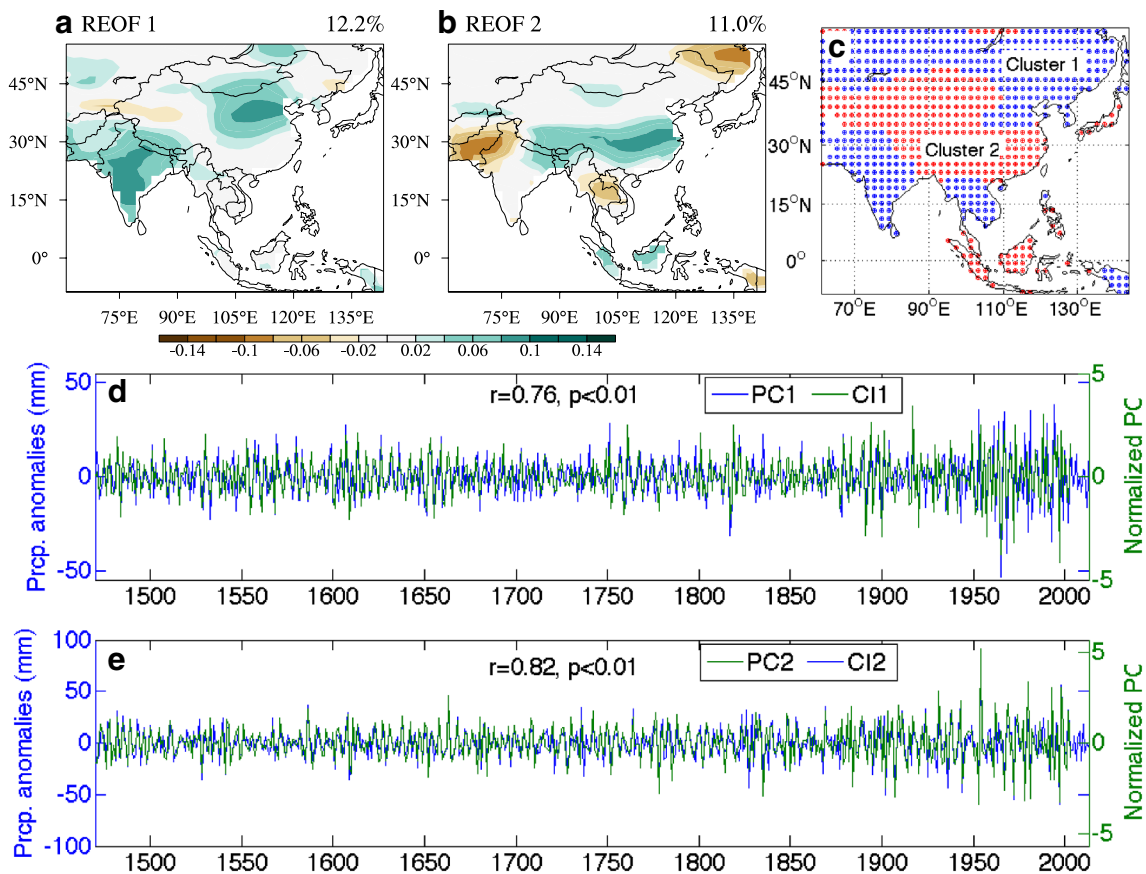 a REOF 1 12.2%
b REOF 2 11.0%
c
Cluster 1
Cluster 2
45°N
30°N
15°N
0°
75°E 90°E 105°E 120°E 135°E
45°N
30°N
15°N
0°
75°E 90°E 105°E 120°E 135°E
45°N
30°N
15°N
0°
70°E 90°E 110°E 130°E
-0.14 -0.1 -0.06 -0.02 0.02 0.06 0.1 0.14
d
r=0.76, p<0.01
PC1 CI1
Prcp. anomalies (mm)
50
0
-50
Normalized PC
5
0
-5
1500 1550 1600 1650 1700 1750 1800 1850 1900 1950 2000
e
r=0.82, p<0.01
PC2 CI2
Prcp. anomalies (mm)
100
50
0
-50
-100
Normalized PC
5
0
-5
1500 1550 1600 1650 1700 1750 1800 1850 1900 1950 2000